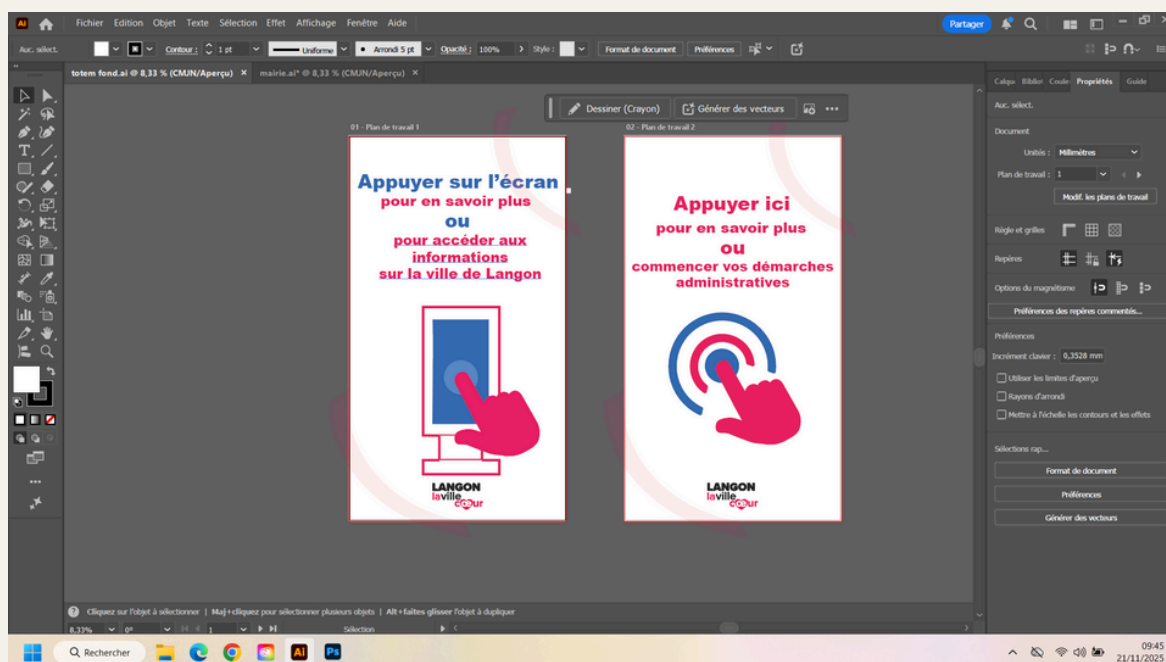 Fichier Edition Objet Texte Sélection Effet Affichage Fenêtre Aide
Partager
Auc. sélect.
Contour : 1 pt
Uniforme
Arrondi 5 pt
Opacité : 100%
Style :
Format de document
Préférences
totem fond.ai @ 8,33 % (CMJN/Aperçu) ×
mairie.ai* @ 8,33 % (CMJN/Aperçu) ×
Dessiner (Crayon)
Générer des vecteurs
01 - Plan de travail 1
Appuyer sur l'écran
pour en savoir plus
ou
pour accéder aux
informations
sur la ville de Langon
LANGON
laville
cœur
02 - Plan de travail 2
Appuyer ici
pour en savoir plus
ou
commencer vos démarches
administratives
LANGON
laville
cœur
Calqu Bibliot Coule Propriétés Guide
Auc. sélect.
Document
Unités : Millimètres
Plan de travail : 1
Modif. les plans de travail
Règle et grilles
Repères
Options du magnétisme
Préférences des repères commentés...
Préférences
Incrément clavier : 0,3528 mm
Utiliser les limites d'aperçu
Rayons d'arrondi
Mettre à l'échelle les contours et les effets
Sélections rap...
Format de document
Préférences
Générer des vecteurs
Cliquez sur l'objet à sélectionner | Maj+cliquez pour sélectionner plusieurs objets | Alt+faites glisser l'objet à dupliquer
8,33% 0° 1 Sélection
Rechercher
Ai
Ps
09:45
21/11/2025